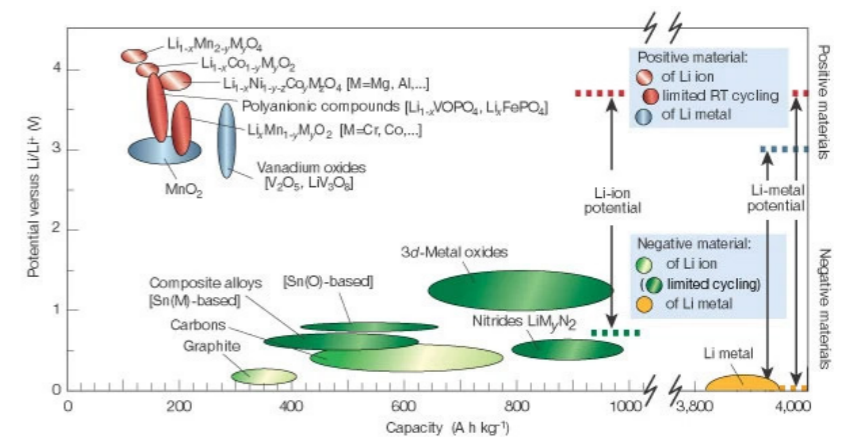 Potential versus Li/Li⁺ (V)
4
3
2
1
0
Li₁₋ₓMn₂₋yMyO₄
Li₁₋ₓCo₁₋yMyO₂
Li₁₋ₓNi₁₋y₋zCoyMzO₄ [M=Mg, Al,...]
Polyanionic compounds [Li₁₋ₓVOPO₄, LiₓFePO₄]
LiₓMn₁₋yMyO₂ [M=Cr, Co,...]
Vanadium oxides
[V₂O₅, LiV₃O₈]
MnO₂
Positive material:
of Li ion
limited RT cycling
of Li metal
Positive materials
Li-ion
potential
Li-metal
potential
Negative material:
of Li ion
( limited cycling)
of Li metal
Negative materials
3d-Metal oxides
[Sn(O)-based]
Composite alloys
[Sn(M)-based]
Carbons
Graphite
Nitrides LiMyN₂
Li metal
0 200 400 600 800 1000 3,800 4,000
Capacity (A h kg⁻¹)